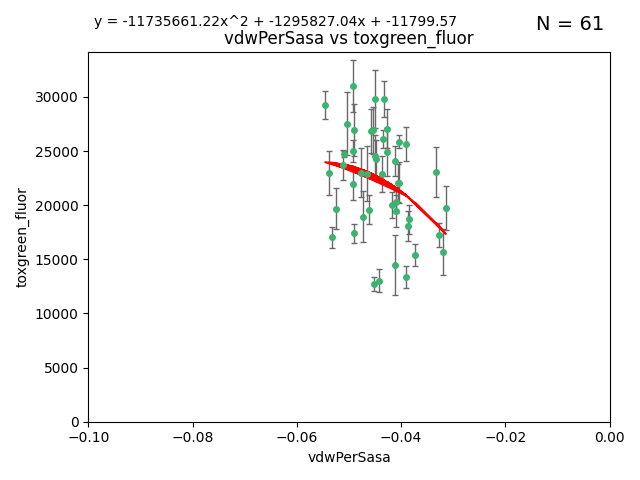 y = -11735661.22x^2 + -1295827.04x + -11799.57
N = 61
vdwPerSasa vs toxgreen_fluor
30000
25000
20000
15000
10000
5000
0
toxgreen_fluor
−0.10
−0.08
−0.06
−0.04
−0.02
0.00
vdwPerSasa